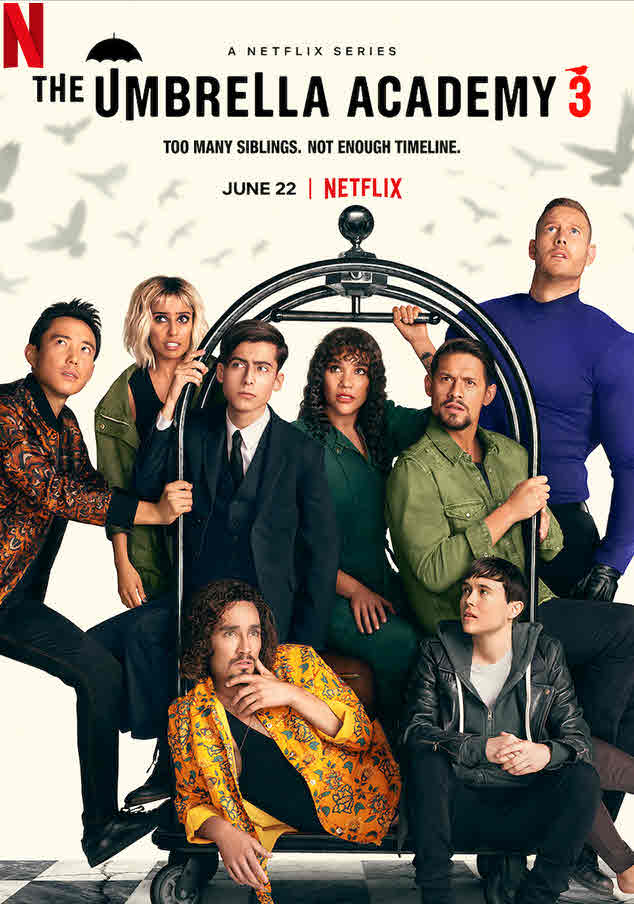 N
A NETFLIX SERIES
THE UMBRELLA ACADEMY 3
TOO MANY SIBLINGS. NOT ENOUGH TIMELINE.
JUNE 22 | NETFLIX